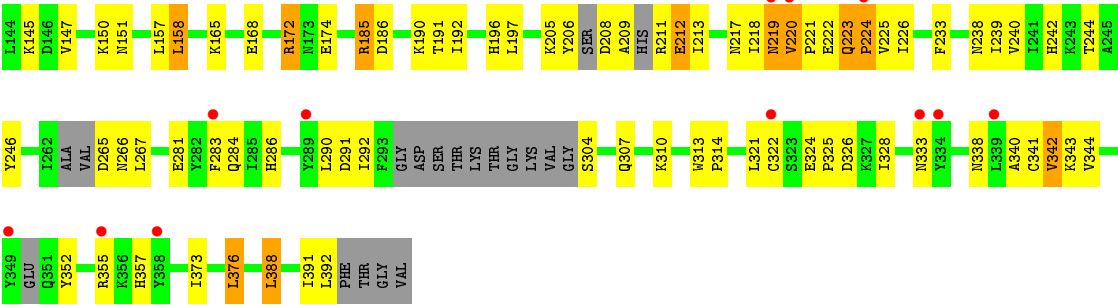 L144 K145 D146 V147 K150 N151 L157 L158 K165 E168 R172 N173 E174 R185 D186 K190 T191 I192 H196 L197 K205 Y206 SER D208 A209 HIS R211 E212 I213 N217 I218 N219 V220 P221 E222 Q223 P224 V225 I226 F233 N238 I239 V240 I241 H242 K243 T244 A245
Y246 I262 ALA VAL D265 N266 L267 E281 Y282 F283 Q284 I285 H286 Y289 L290 D291 I292 F293 GLY ASP SER THR LYS THR GLY LYS VAL GLY S304 Q307 K310 W313 P314 L321 C322 S323 E324 P325 D326 K327 I328 N333 Y334 N338 L339 A340 C341 V342 K343 V344
Y349 GLU Q351 Y352 R355 K356 H357 Y358 I373 L376 L388 I391 L392 PHE THR GLY VAL